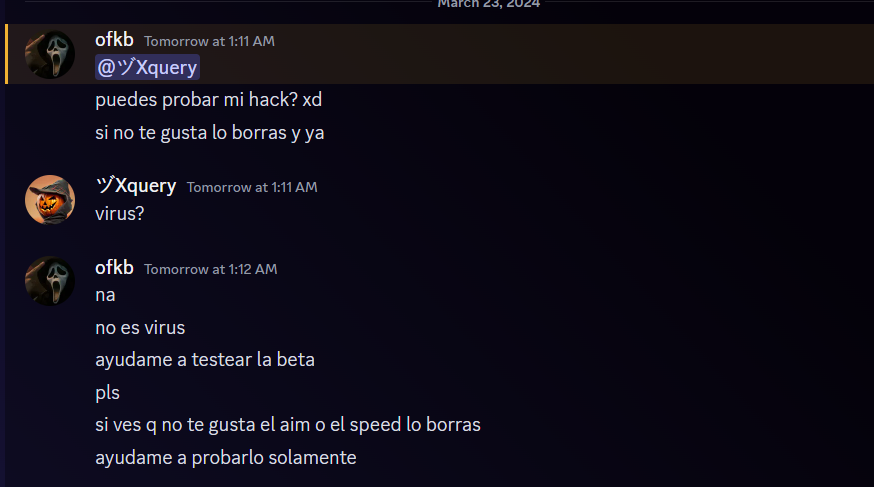 March 23, 2024
ofkb Tomorrow at 1:11 AM
@ヅXquery
puedes probar mi hack? xd
si no te gusta lo borras y ya
ヅXquery Tomorrow at 1:11 AM
virus?
ofkb Tomorrow at 1:12 AM
na
no es virus
ayudame a testear la beta
pls
si ves q no te gusta el aim o el speed lo borras
ayudame a probarlo solamente